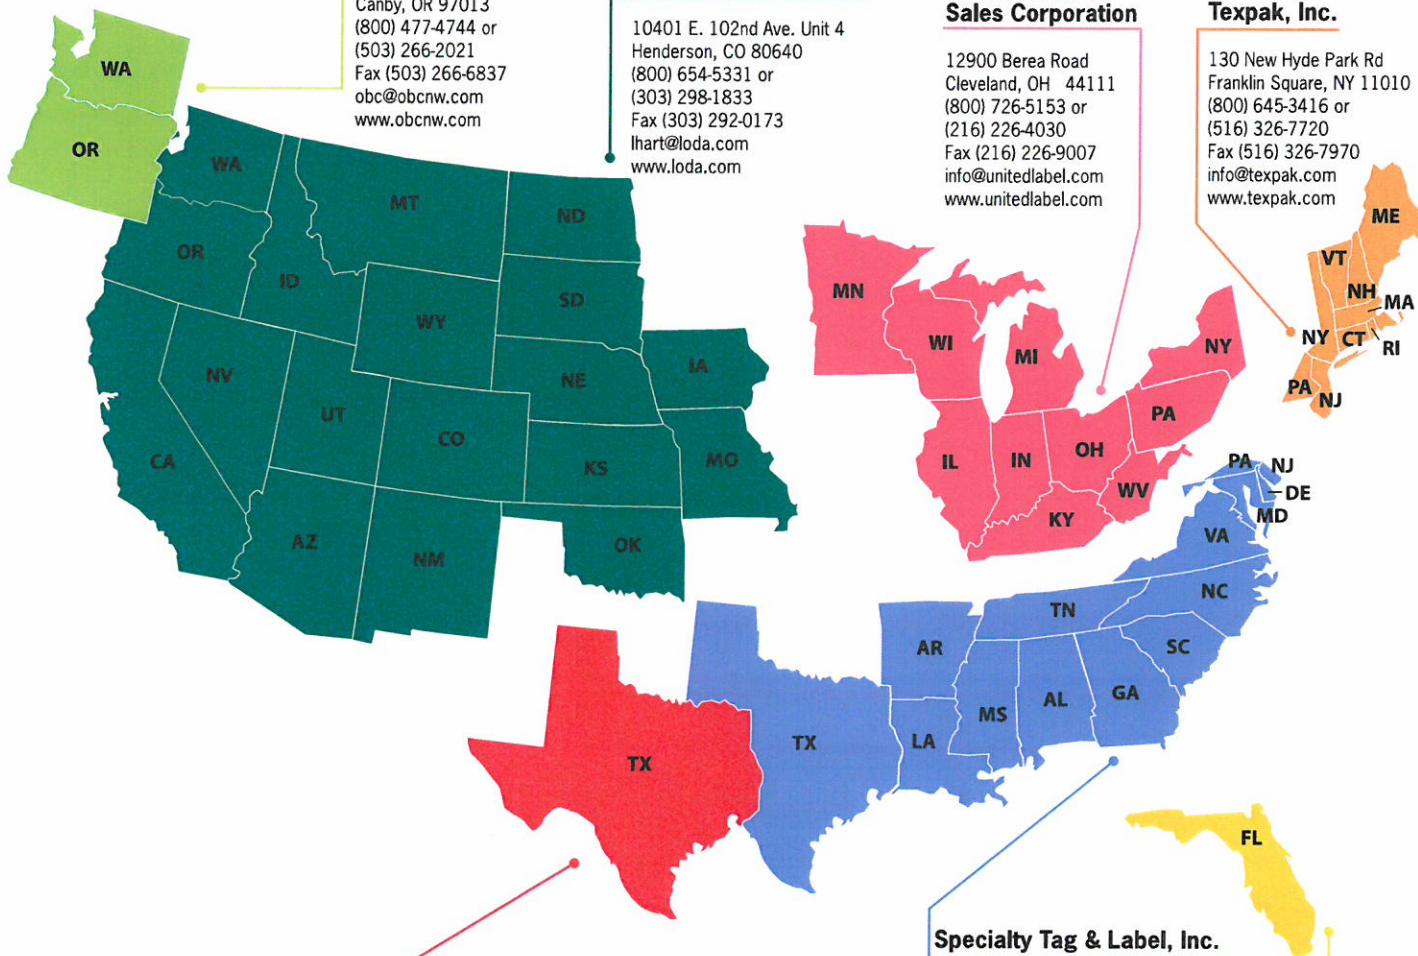 Canby, OR 97013
(800) 477-4744 or
(503) 266-2021
Fax (503) 266-6837
obc@obcnw.com
www.obcnw.com
10401 E. 102nd Ave. Unit 4
Henderson, CO 80640
(800) 654-5331 or
(303) 298-1833
Fax (303) 292-0173
lhart@loda.com
www.loda.com
Sales Corporation
12900 Berea Road
Cleveland, OH 44111
(800) 726-5153 or
(216) 226-4030
Fax (216) 226-9007
info@unitedlabel.com
www.unitedlabel.com
Texpak, Inc.
130 New Hyde Park Rd
Franklin Square, NY 11010
(800) 645-3416 or
(516) 326-7720
Fax (516) 326-7970
info@texpak.com
www.texpak.com
WA
OR
WA
MT
ND
OR
ID
SD
WY
NV
NE
IA
UT
CO
CA
KS
MO
AZ
NM
OK
MN
WI
MI
NY
PA
IL
IN
OH
WV
KY
ME
VT
NH
MA
NY
CT
RI
PA
NJ
PA
NJ
DE
MD
VA
NC
TN
SC
AR
GA
AL
MS
LA
TX
TX
FL
Specialty Tag & Label, Inc.